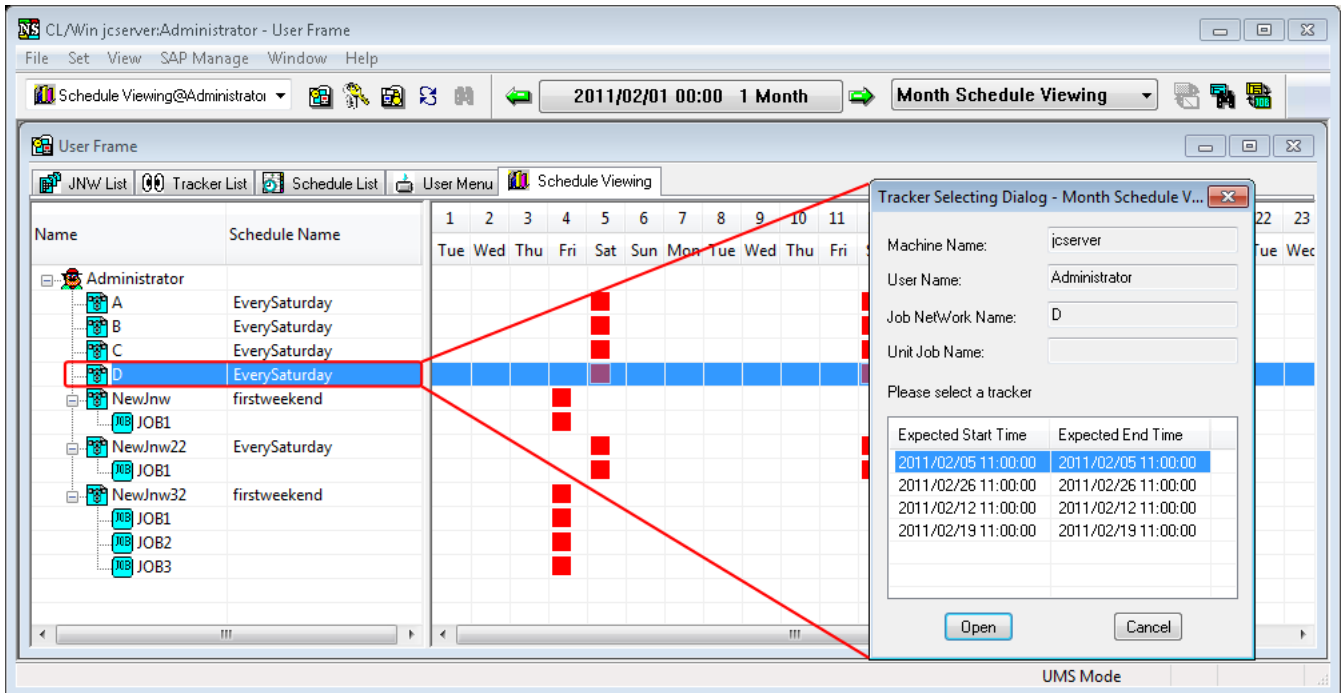 CL/Win jcserver:Administrator - User Frame
File Set View SAP Manage Window Help
Schedule Viewing@Administrator
2011/02/01 00:00 1 Month
Month Schedule Viewing
User Frame
JNW List
Tracker List
Schedule List
User Menu
Schedule Viewing
Name Schedule Name
1 2 3 4 5 6 7 8 9 10 11 22 23
Tue Wed Thu Fri Sat Sun Mon Tue Wed Thu Fri Tue Wec
Administrator
A EverySaturday
B EverySaturday
C EverySaturday
D EverySaturday
NewJnw firstweekend
JOB JOB1
NewJnw22 EverySaturday
JOB JOB1
NewJnw32 firstweekend
JOB JOB1
JOB JOB2
JOB JOB3
Tracker Selecting Dialog - Month Schedule V...
Machine Name: jcserver
User Name: Administrator
Job NetWork Name: D
Unit Job Name:
Please select a tracker
Expected Start Time Expected End Time
2011/02/05 11:00:00 2011/02/05 11:00:00
2011/02/26 11:00:00 2011/02/26 11:00:00
2011/02/12 11:00:00 2011/02/12 11:00:00
2011/02/19 11:00:00 2011/02/19 11:00:00
Open Cancel
UMS Mode